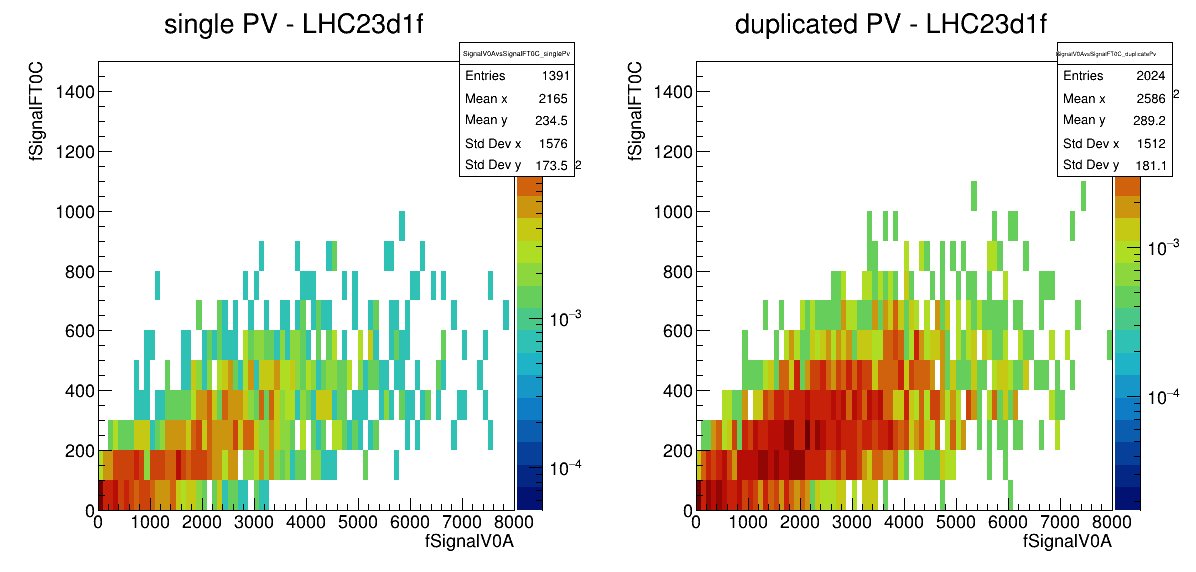 single PV - LHC23d1f
SignalV0AvsSignalFT0C_singlePv
Entries 1391
Mean x 2165
Mean y 234.5
Std Dev x 1576
Std Dev y 173.5
2
fSignalFT0C
1400
1200
1000
800
600
400
200
0
0 1000 2000 3000 4000 5000 6000 7000 8000
fSignalV0A
10−3
10−4
duplicated PV - LHC23d1f
SignalV0AvsSignalFT0C_duplicatePv
Entries 2024
Mean x 2586
Mean y 289.2
Std Dev x 1512
Std Dev y 181.1
2
fSignalFT0C
1400
1200
1000
800
600
400
200
0
0 1000 2000 3000 4000 5000 6000 7000 8000
fSignalV0A
10−3
10−4